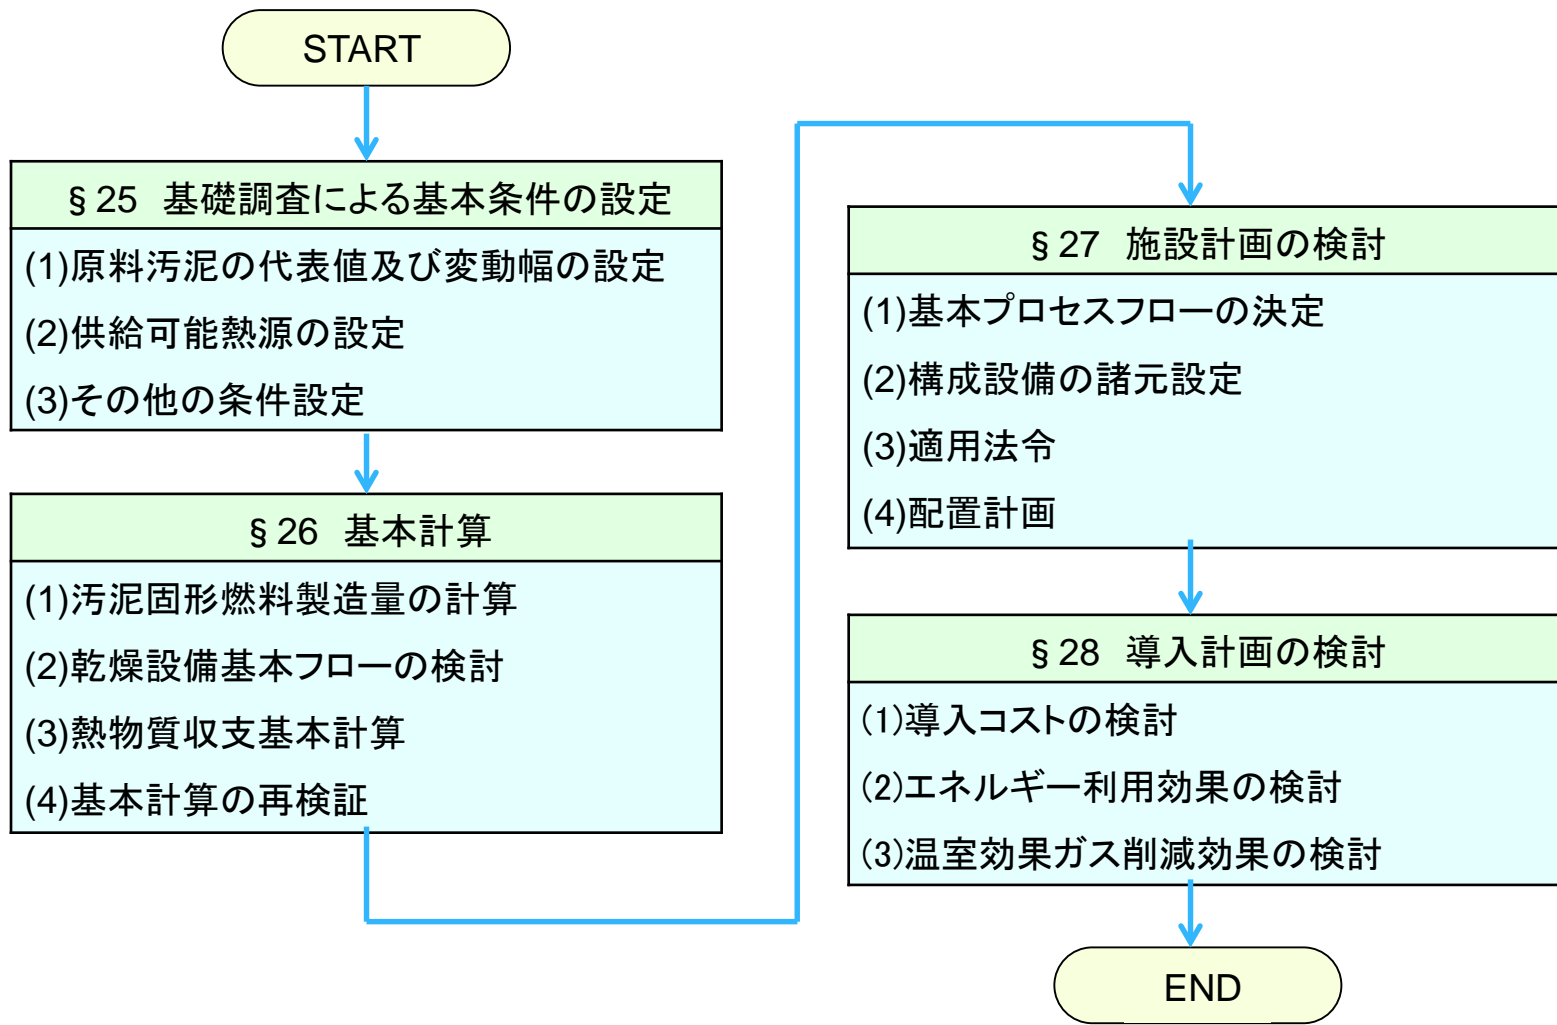 START
§25 基礎調査による基本条件の設定
(1)原料汚泥の代表値及び変動幅の設定
(2)供給可能熱源の設定
(3)その他の条件設定
§26 基本計算
(1)汚泥固形燃料製造量の計算
(2)乾燥設備基本フローの検討
(3)熱物質収支基本計算
(4)基本計算の再検証
§27 施設計画の検討
(1)基本プロセスフローの決定
(2)構成設備の諸元設定
(3)適用法令
(4)配置計画
§28 導入計画の検討
(1)導入コストの検討
(2)エネルギー利用効果の検討
(3)温室効果ガス削減効果の検討
END